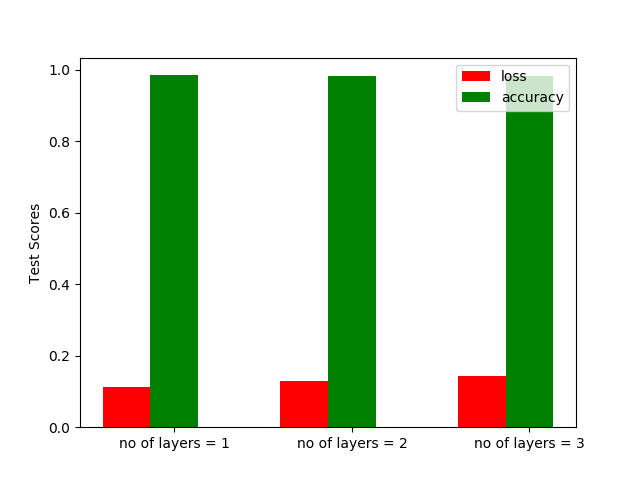 loss
accuracy
Test Scores
1.0
0.8
0.6
0.4
0.2
0.0
no of layers = 1
no of layers = 2
no of layers = 3